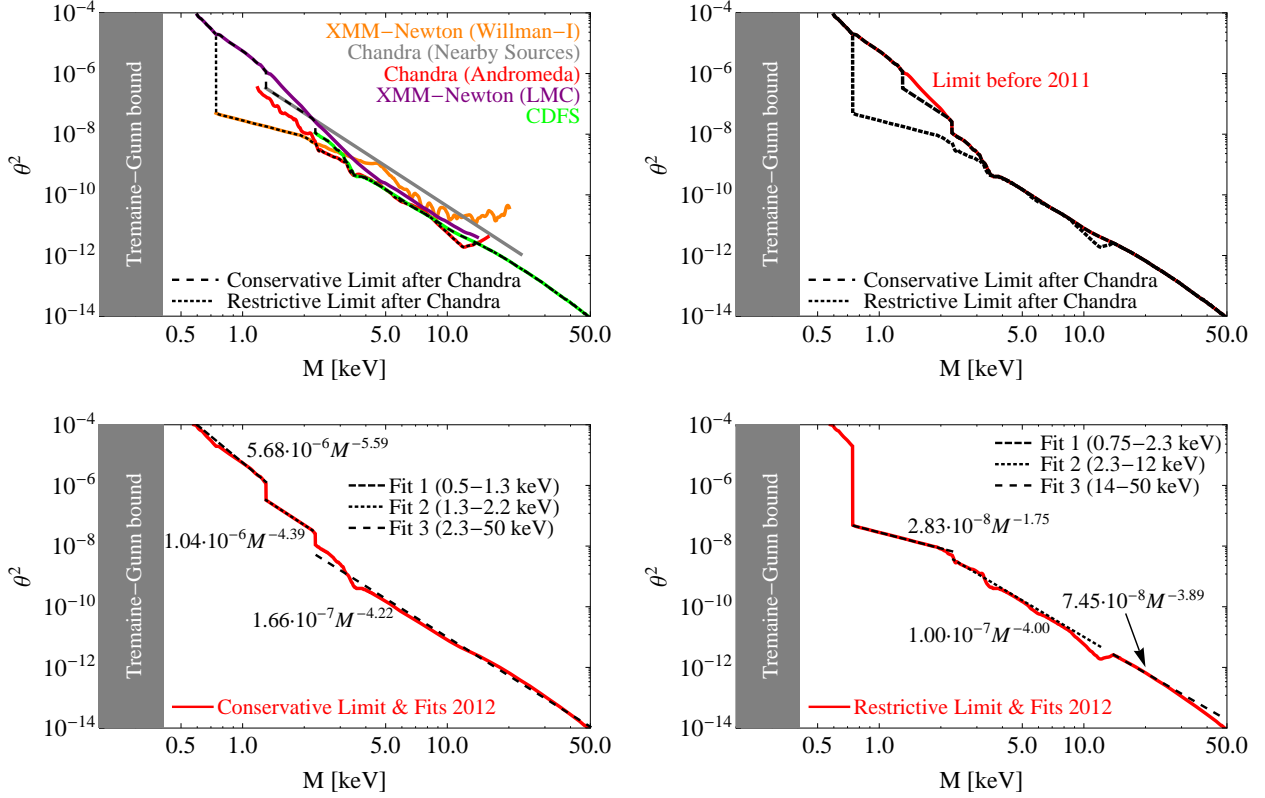 10⁻⁴
10⁻⁶
10⁻⁸
10⁻¹⁰
10⁻¹²
10⁻¹⁴
θ²
Tremaine−Gunn bound
XMM−Newton (Willman−I)
Chandra (Nearby Sources)
Chandra (Andromeda)
XMM−Newton (LMC)
CDFS
Conservative Limit after Chandra
Restrictive Limit after Chandra
0.5 1.0 5.0 10.0 50.0
M [keV]
10⁻⁴
10⁻⁶
10⁻⁸
10⁻¹⁰
10⁻¹²
10⁻¹⁴
θ²
Tremaine−Gunn bound
Limit before 2011
Conservative Limit after Chandra
Restrictive Limit after Chandra
0.5 1.0 5.0 10.0 50.0
M [keV]
10⁻⁴
10⁻⁶
10⁻⁸
10⁻¹⁰
10⁻¹²
10⁻¹⁴
θ²
Tremaine−Gunn bound
5.68·10⁻⁶M⁻⁵·⁵⁹
Fit 1 (0.5−1.3 keV)
Fit 2 (1.3−2.2 keV)
Fit 3 (2.3−50 keV)
1.04·10⁻⁶M⁻⁴·³⁹
1.66·10⁻⁷M⁻⁴·²²
Conservative Limit & Fits 2012
0.5 1.0 5.0 10.0 50.0
M [keV]
10⁻⁴
10⁻⁶
10⁻⁸
10⁻¹⁰
10⁻¹²
10⁻¹⁴
θ²
Tremaine−Gunn bound
Fit 1 (0.75−2.3 keV)
Fit 2 (2.3−12 keV)
Fit 3 (14−50 keV)
2.83·10⁻⁸M⁻¹·⁷⁵
7.45·10⁻⁸M⁻³·⁸⁹
1.00·10⁻⁷M⁻⁴·⁰⁰
Restrictive Limit & Fits 2012
0.5 1.0 5.0 10.0 50.0
M [keV]